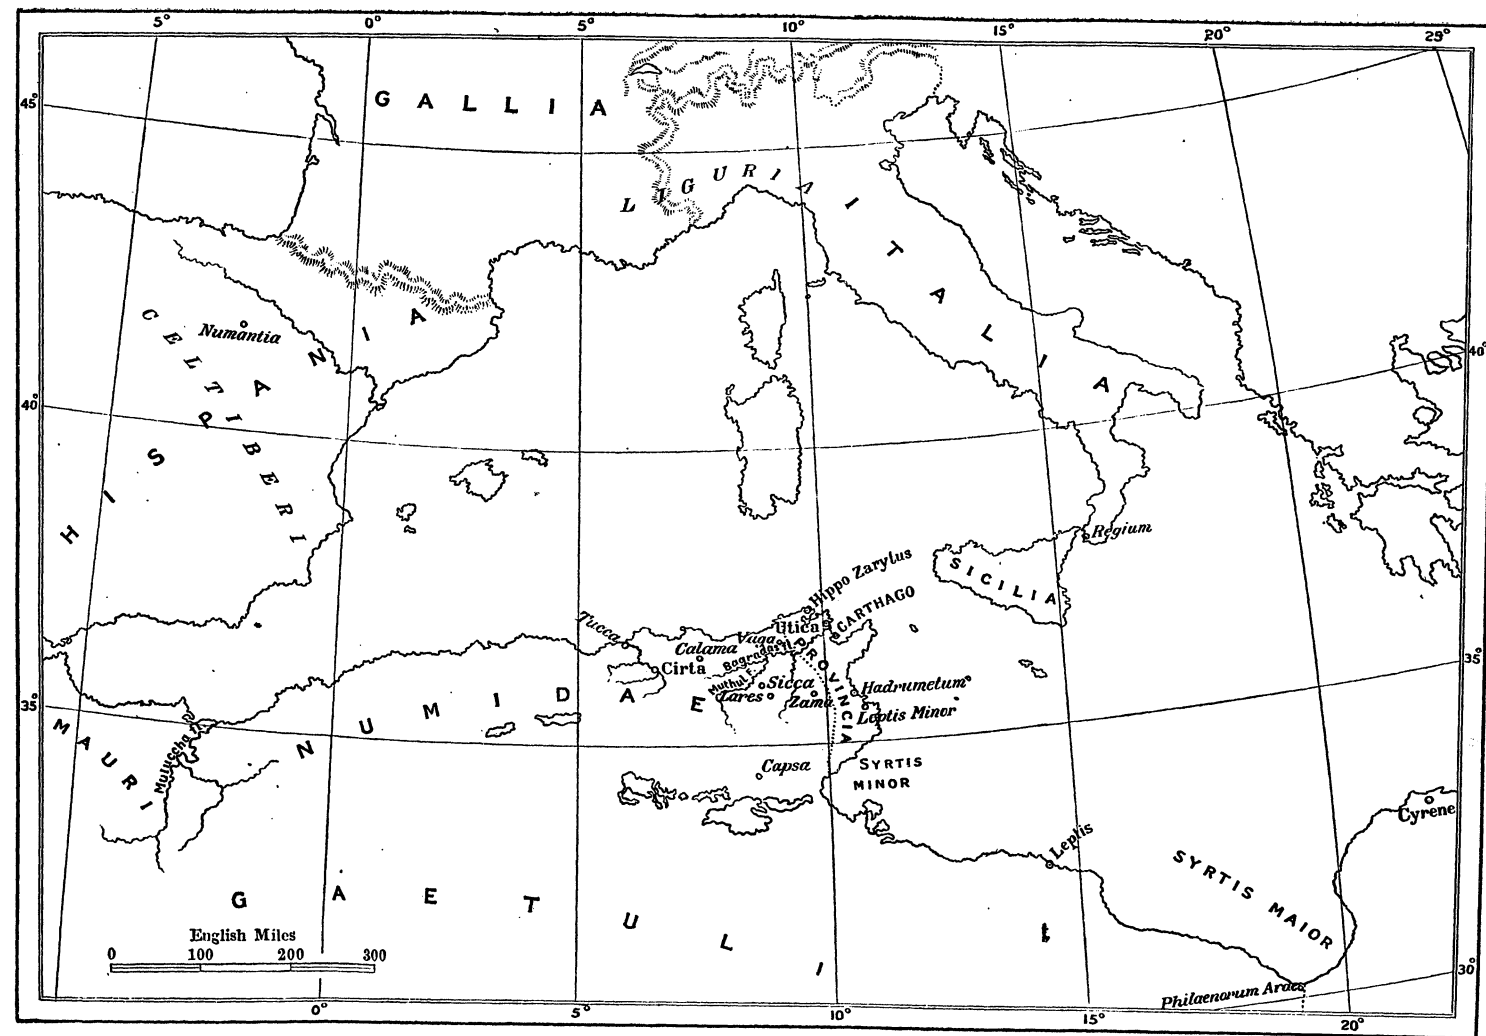 5° 0° 5° 10° 15° 20° 25°
45°
GALLIA
LIGURIA
ITALIA
CELTIBERI
Numantia
HISPANIA
40°
40°
Regium
SICILIA
Hippo Zarytus
CARTHAGO
Utica
Tucca
Vaga
Calama
Bagradas fl.
Cirta
Muthul F.
Sicca
Lares
Zama
PROVINCIA
Hadrumetum
Leptis Minor
35°
35°
NUMIDAE
MAURI
Muluccha f.
Capsa
SYRTIS
MINOR
Cyrene
Leptis
SYRTIS MAIOR
GAETULI
English Miles
0 100 200 300
30°
Philaenorum Arae
0° 5° 10° 15° 20°